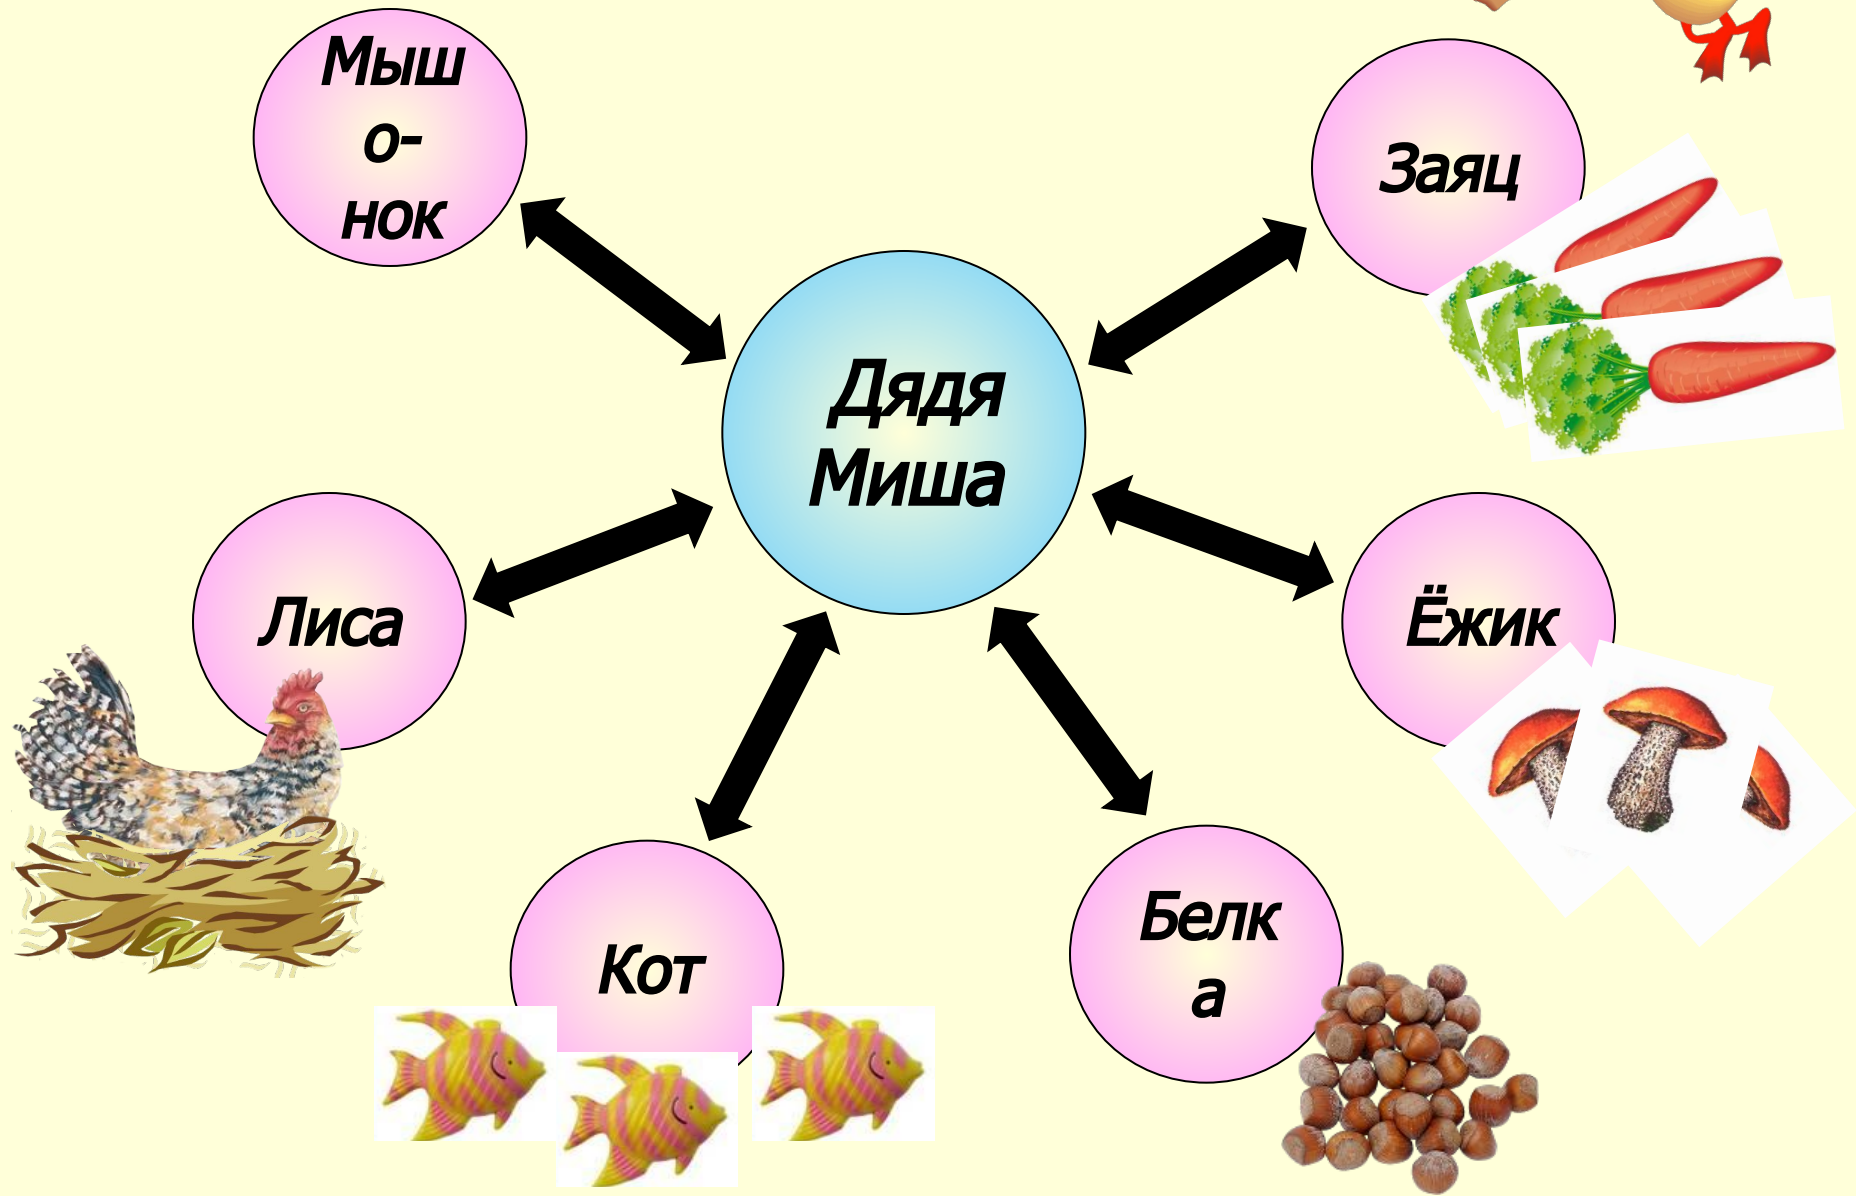 Мыш
о-
нок
Заяц
Дядя
Миша
Лиса
Ёжик
Кот
Белк
а